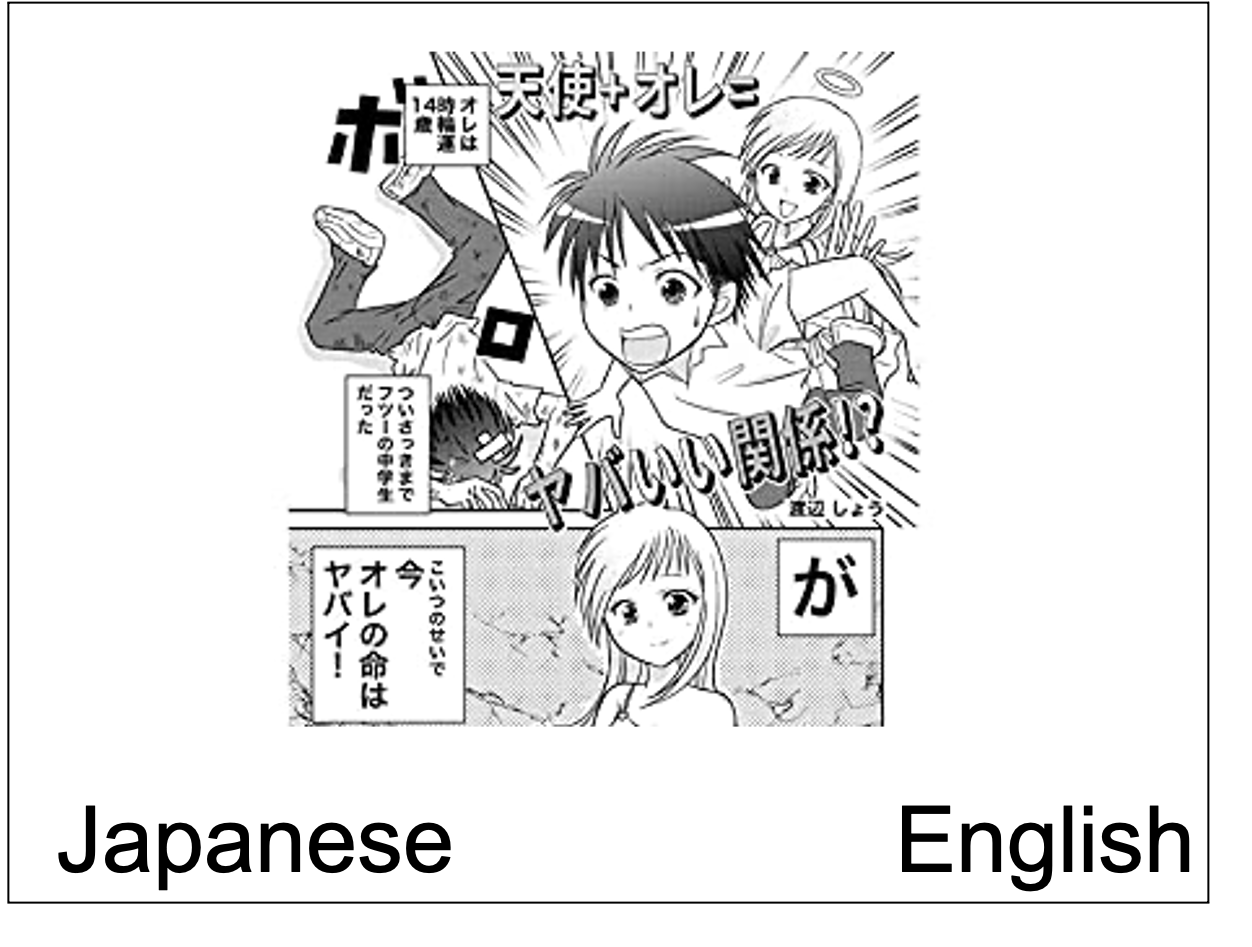 天使+オレ=
ヤバいい関係!?
渡辺 しょう
オレは
時輪運
14歳
ボ
ロ
ついさっきまで
フツーの中学生
だった
が
こいつのせいで
今
オレの命は
ヤバイ!
Japanese
English